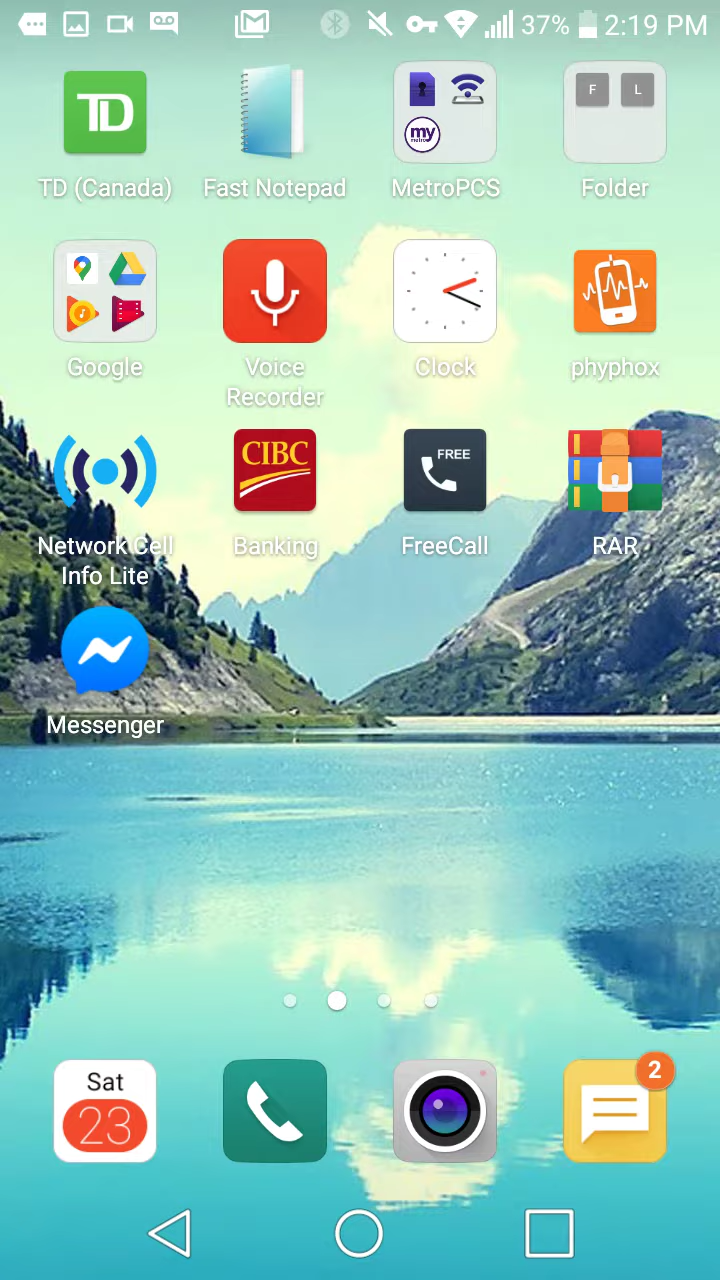 37% 2:19 PM
TD
TD (Canada)
Fast Notepad
my
metro
MetroPCS
F L
Folder
Google
Voice
Recorder
Clock
phyphox
Network Cell
Info Lite
CIBC
Banking
FREE
FreeCall
RAR
Messenger
Sat
23
2